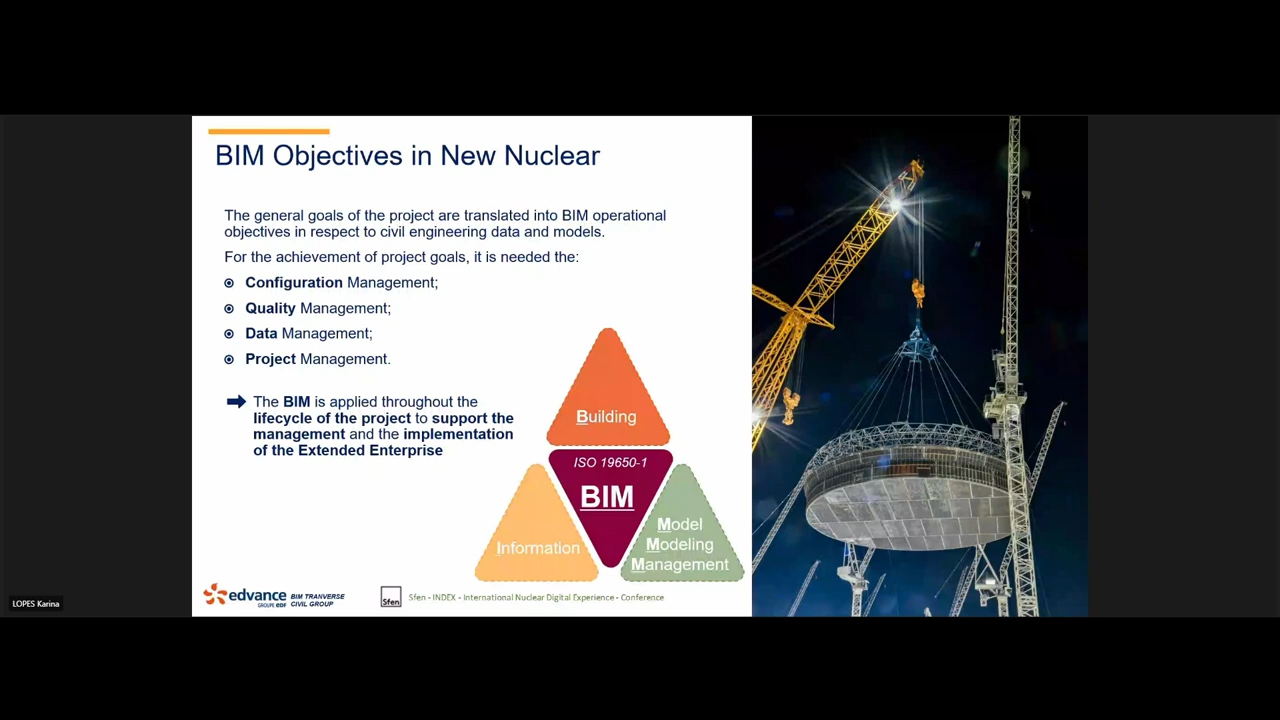 BIM Objectives in New Nuclear
The general goals of the project are translated into BIM operational
objectives in respect to civil engineering data and models.
For the achievement of project goals, it is needed the:
Configuration Management;
Quality Management;
Data Management;
Project Management.
The BIM is applied throughout the
lifecycle of the project to support the
management and the implementation
of the Extended Enterprise
Building
ISO 19650-1
BIM
Information
Model
Modeling
Management
edvance
GROUPE EDF
BIM TRANVERSE
CIVIL GROUP
Sfen
Sfen - INDEX - International Nuclear Digital Experience - Conference
LOPES Karina